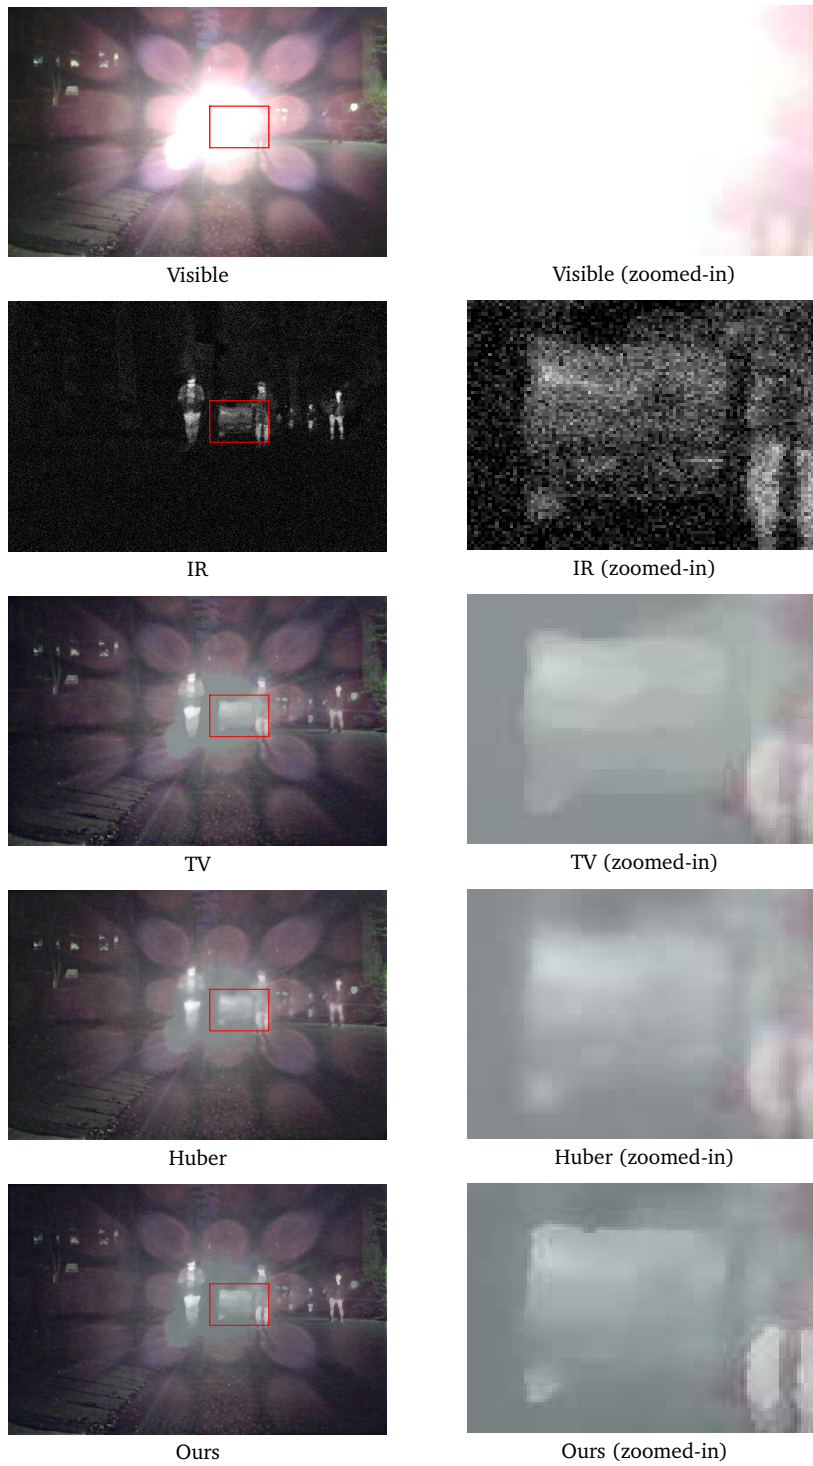 Visible
Visible (zoomed-in)
IR
IR (zoomed-in)
TV
TV (zoomed-in)
Huber
Huber (zoomed-in)
Ours
Ours (zoomed-in)